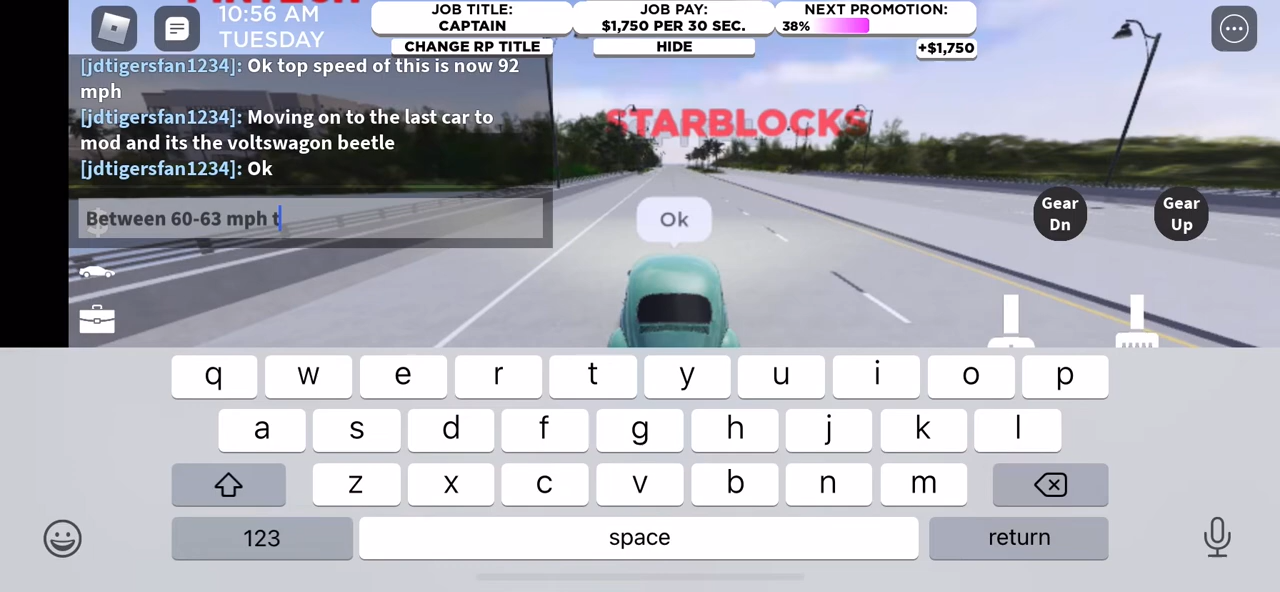 FINTECH
10:56 AM
TUESDAY
JOB TITLE:
CAPTAIN
JOB PAY:
$1,750 PER 30 SEC.
NEXT PROMOTION:
38%
CHANGE RP TITLE
HIDE
+$1,750
[jdtigersfan1234]: Ok top speed of this is now 92
mph
[jdtigersfan1234]: Moving on to the last car to
mod and its the voltswagon beetle
[jdtigersfan1234]: Ok
Between 60-63 mph t
STARBLOCKS
Ok
Gear
Dn
Gear
Up
q w e r t y u i o p
a s d f g h j k l
z x c v b n m
123 space return